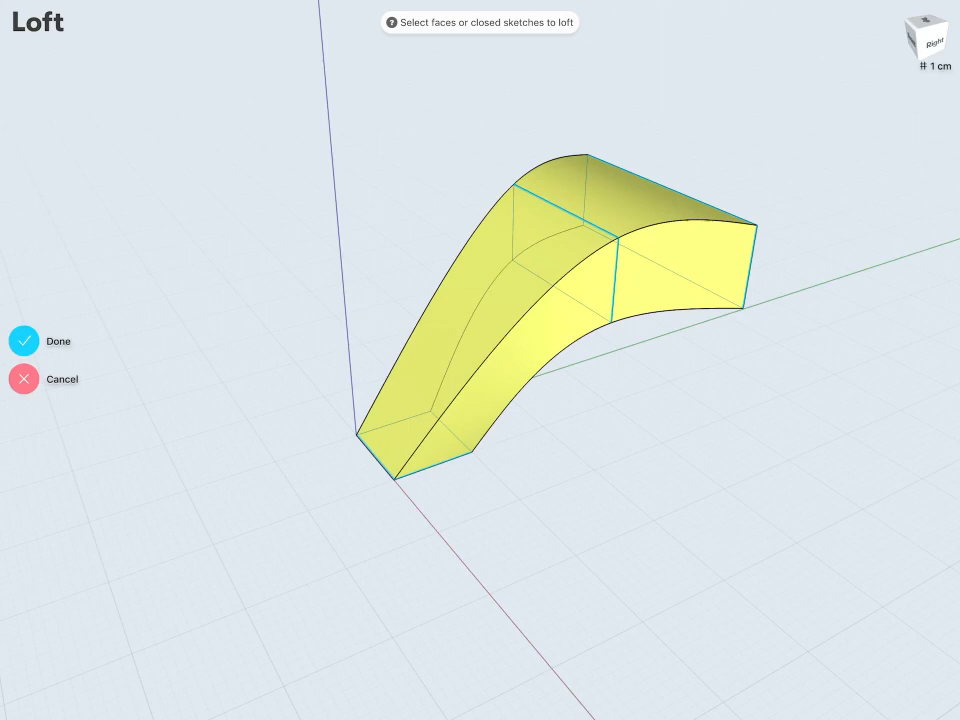 Loft
? Select faces or closed sketches to loft
Right
# 1 cm
Done
Cancel